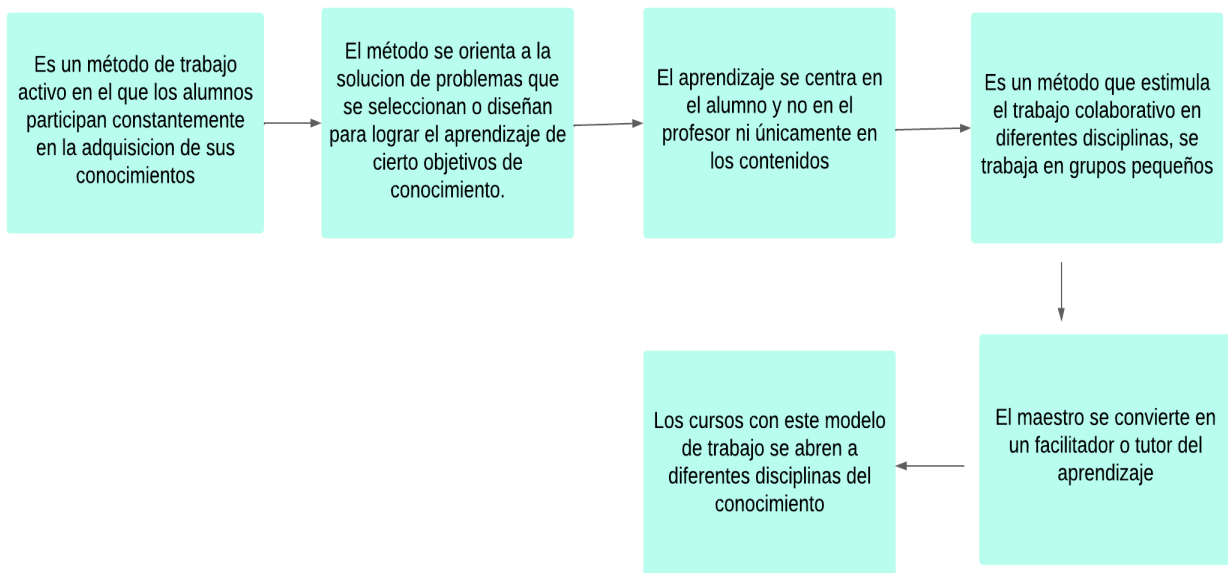 Es un método de trabajo
activo en el que los alumnos
participan constantemente
en la adquisicion de sus
conocimientos
El método se orienta a la
solucion de problemas que
se seleccionan o diseñan
para lograr el aprendizaje de
cierto objetivos de
conocimiento.
El aprendizaje se centra en
el alumno y no en el
profesor ni únicamente en
los contenidos
Es un método que estimula
el trabajo colaborativo en
diferentes disciplinas, se
trabaja en grupos pequeños
El maestro se convierte en
un facilitador o tutor del
aprendizaje
Los cursos con este modelo
de trabajo se abren a
diferentes disciplinas del
conocimiento